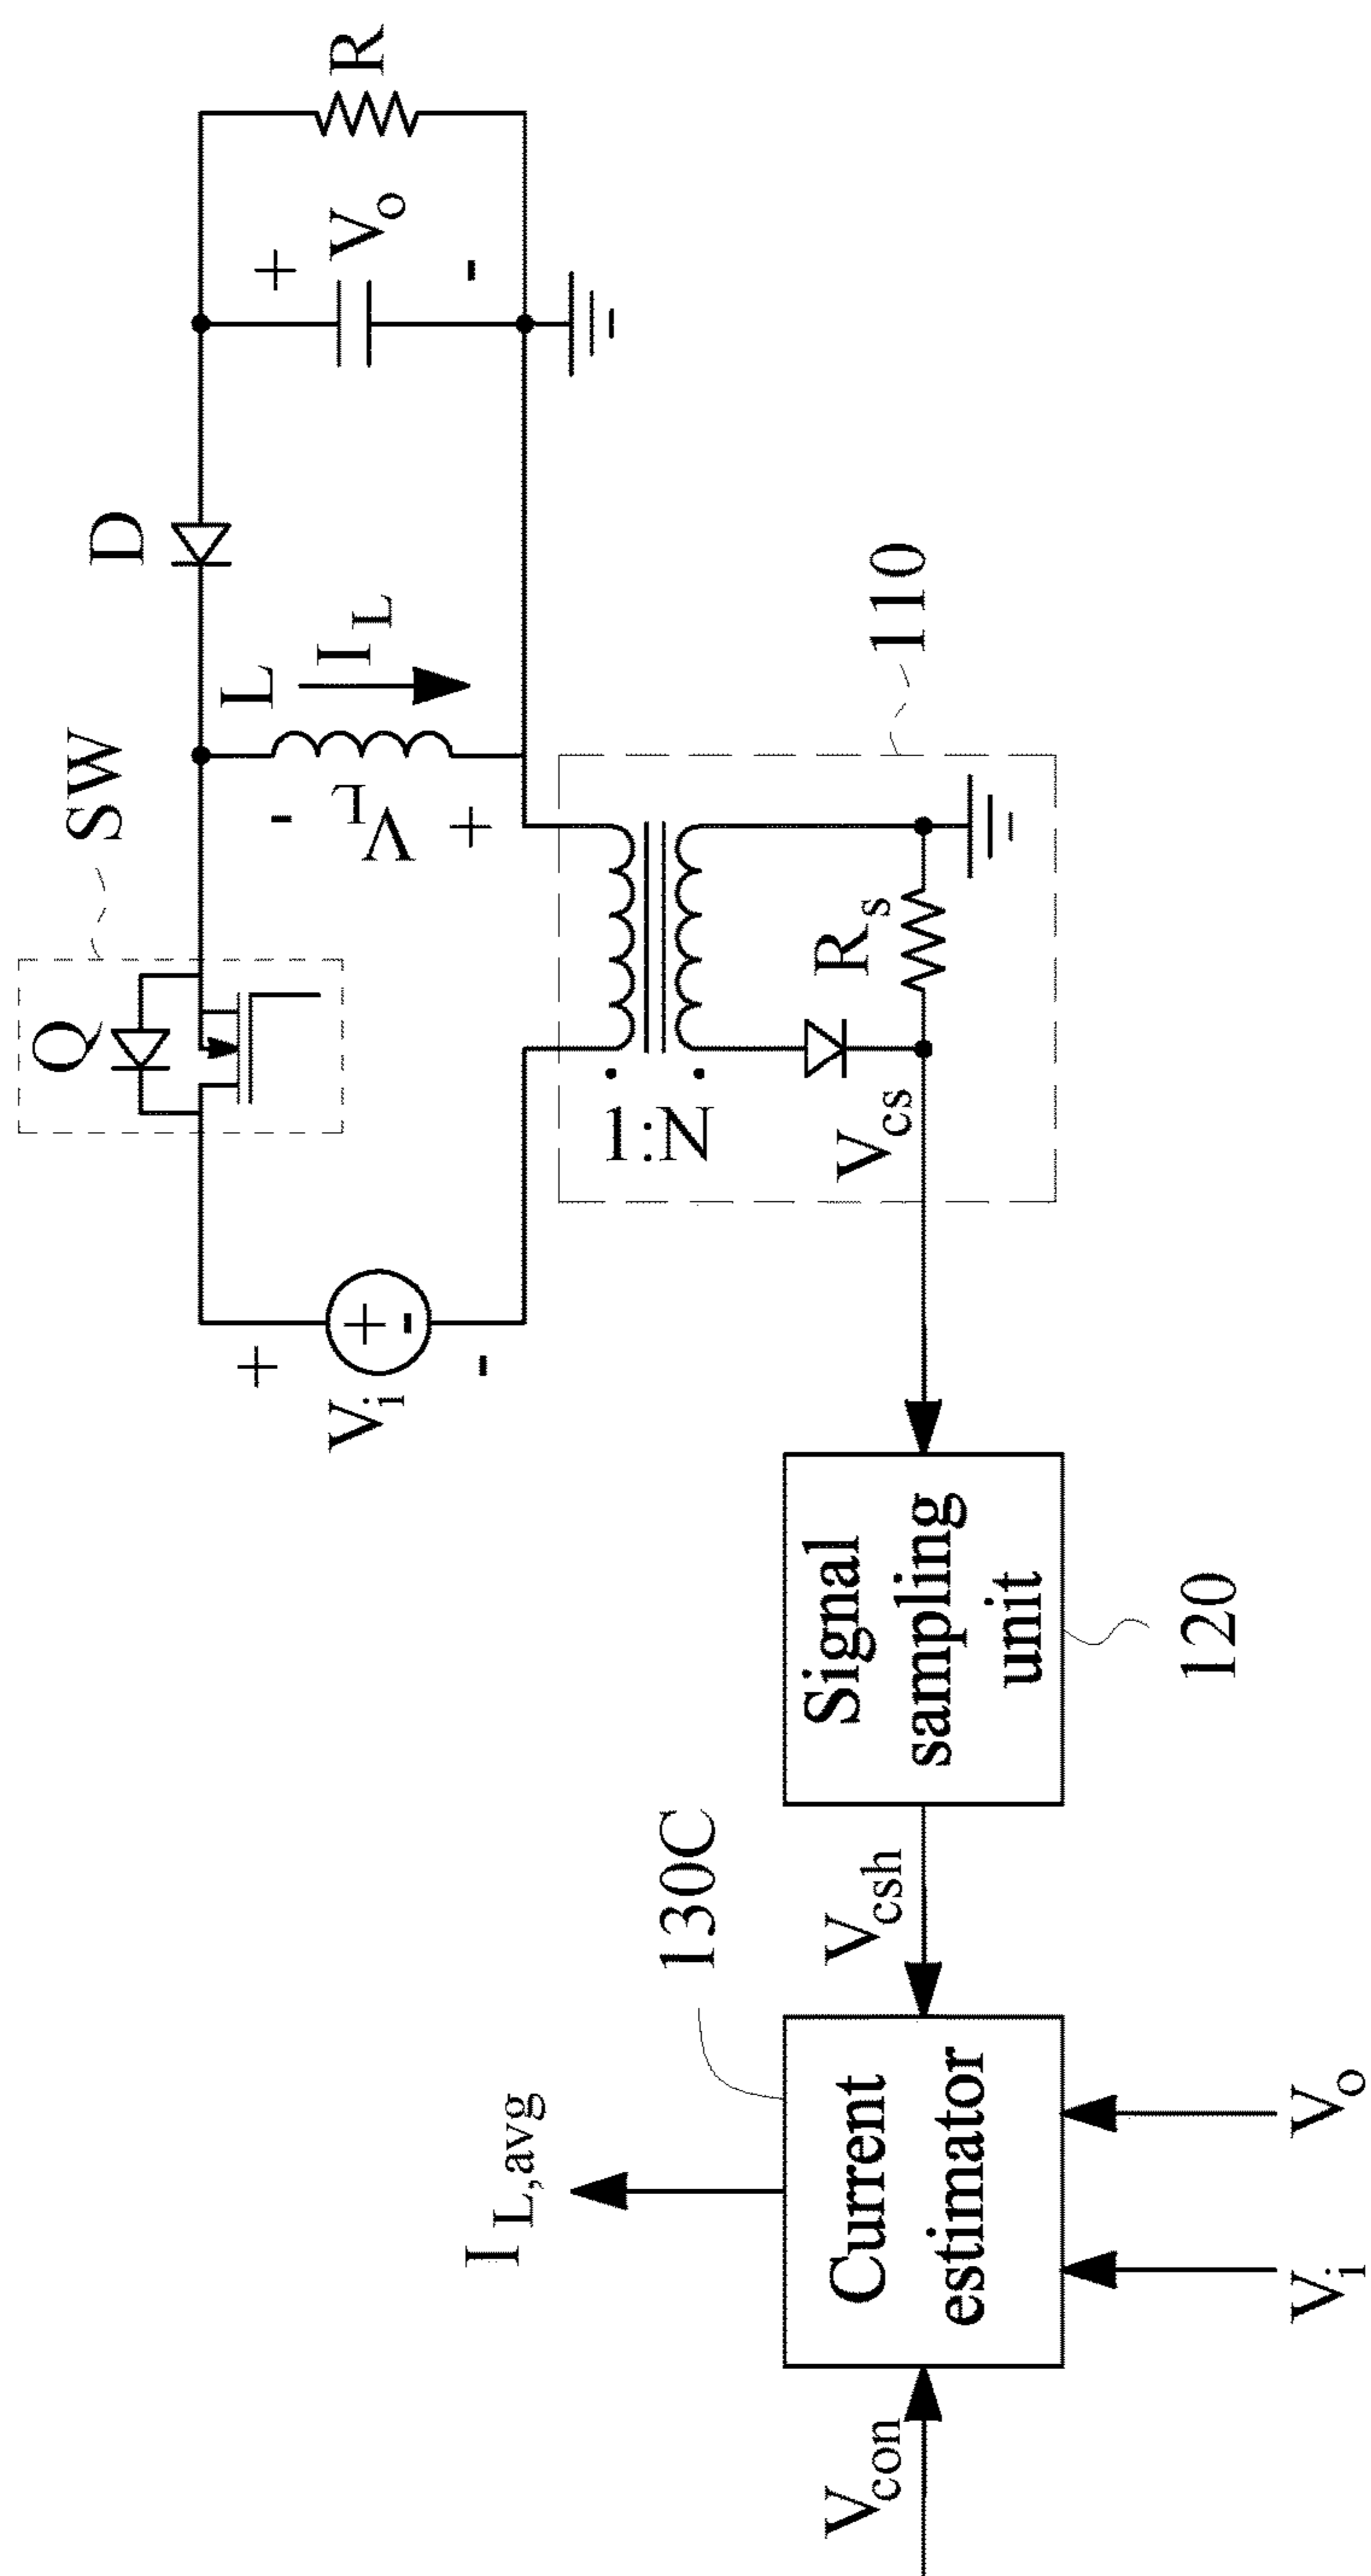 SW
Q
D
L
I_L
- V_L +
+
V_i
-
+
-
+
V_o
-
R
1:N
R_s
V_cs
110
Signal
sampling
unit
120
V_csh
130C
I_L,avg
Current
estimator
V_con
V_i
V_o